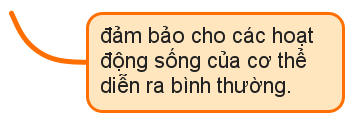 đảm bảo cho các hoạt
động sống của cơ thể
diễn ra bình thường.